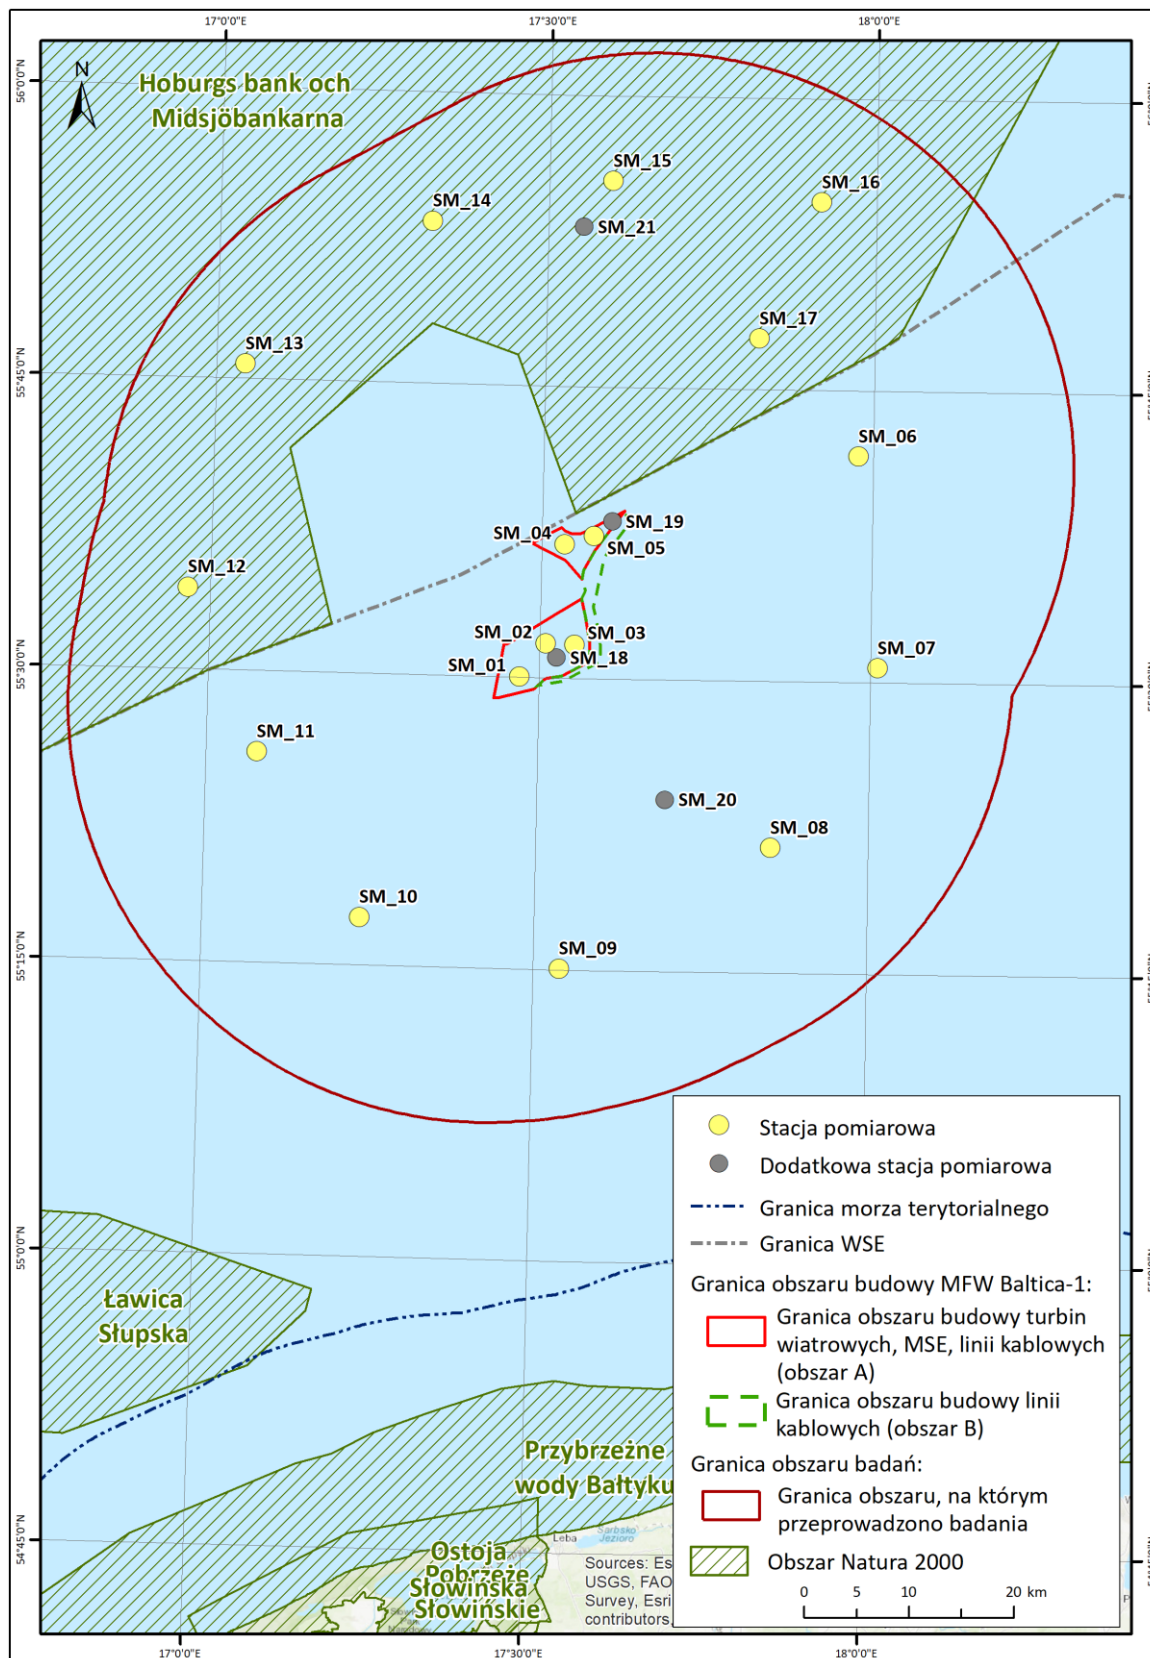 17°0'0"E
17°30'0"E
18°0'0"E
56°0'0"N
N
Hoburgs bank och
Midsjöbankarna
SM_15
SM_16
SM_14
SM_21
SM_17
SM_13
55°45'0"N
SM_06
SM_19
SM_04
SM_05
SM_12
SM_02
SM_03
SM_18
SM_01
SM_07
55°30'0"N
SM_11
SM_20
SM_08
SM_10
SM_09
55°15'0"N
Stacja pomiarowa
Dodatkowa stacja pomiarowa
Granica morza terytorialnego
Granica WSE
Granica obszaru budowy MFW Baltica-1:
Granica obszaru budowy turbin
wiatrowych, MSE, linii kablowych
(obszar A)
Granica obszaru budowy linii
kablowych (obszar B)
Granica obszaru badań:
Granica obszaru, na którym
przeprowadzono badania
Obszar Natura 2000
0 5 10 20 km
55°0'0"N
Ławica
Słupska
Przybrzeżne
wody Bałtyku
54°45'0"N
Łeba
Sarbsko
Jezioro
Ostoja
Pobrzeże
Słowińska
Słowińskie
Sources: Es
USGS, FAO
Survey, Esri
contributors
17°0'0"E
17°30'0"E
18°0'0"E